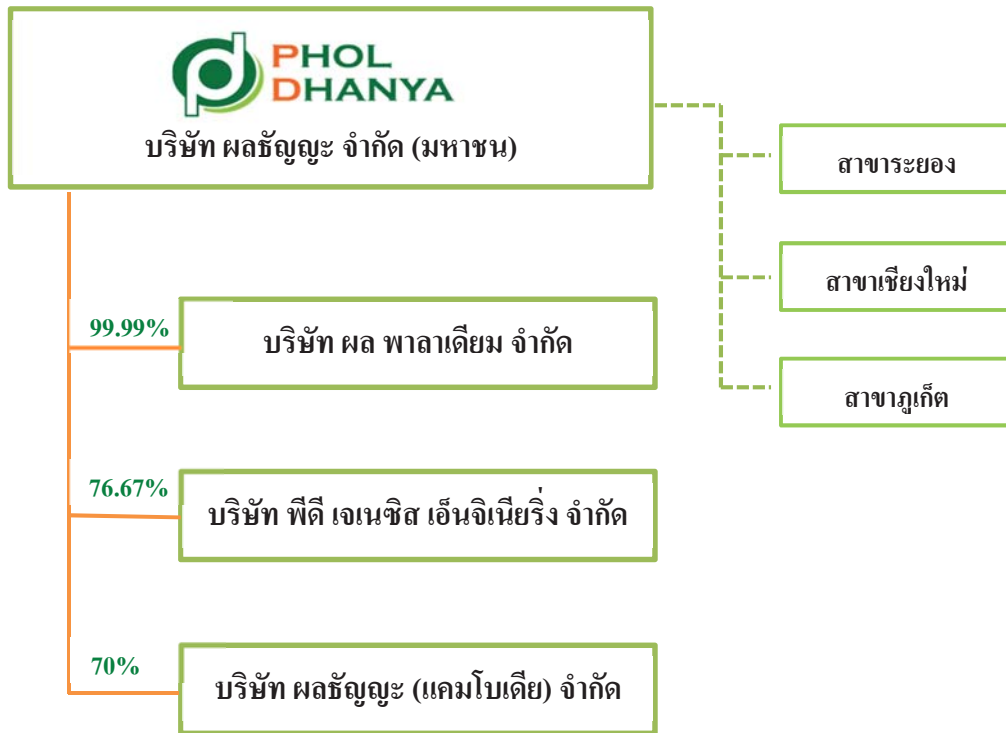 PHOL
DHANYA
บริษัท ผลธัญญะ จำกัด (มหาชน)
สาขาระยอง
สาขาเชียงใหม่
สาขาภูเก็ต
99.99%
บริษัท ผล พาลาเดียม จำกัด
76.67%
บริษัท พีดี เจเนซิส เอ็นจิเนียริ่ง จำกัด
70%
บริษัท ผลธัญญะ (แคมโบเดีย) จำกัด